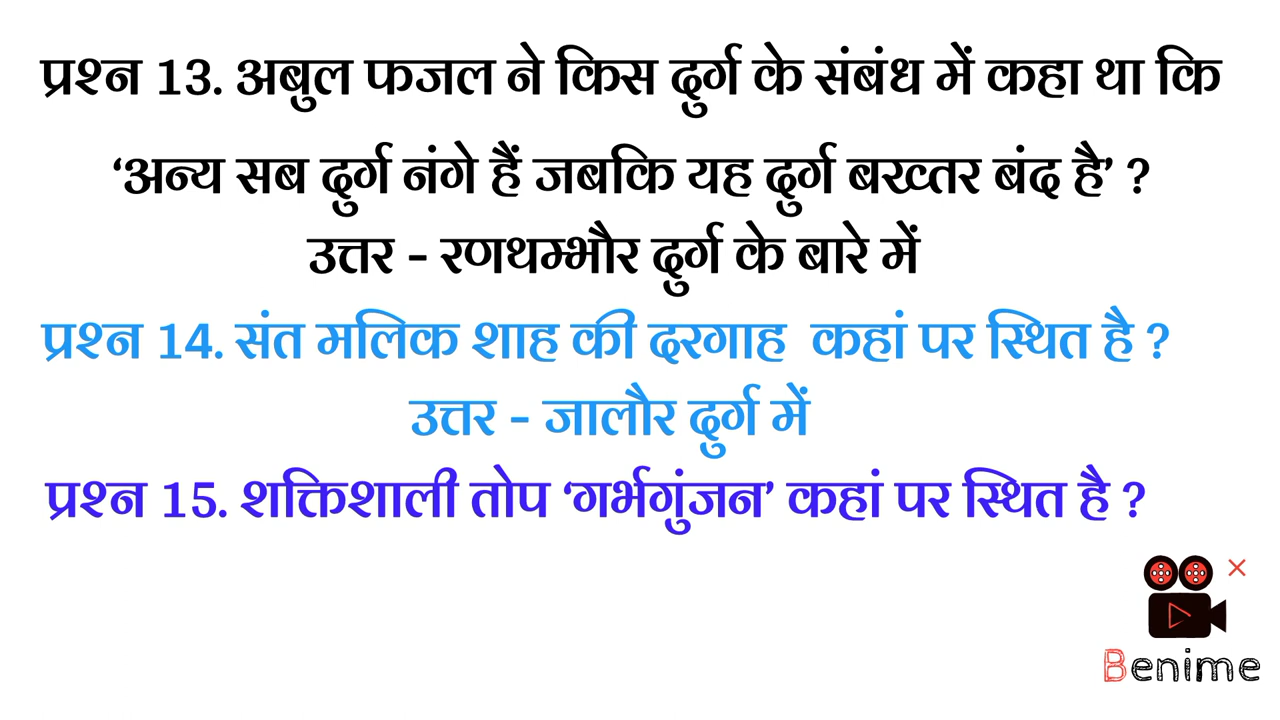 प्रश्न 13. अबुल फजल ने किस दुर्ग के संबंध में कहा था कि
‘अन्य सब दुर्ग नंगे हैं जबकि यह दुर्ग बख्तर बंद है’ ?
उत्तर - रणथम्भौर दुर्ग के बारे में
प्रश्न 14. संत मलिक शाह की दरगाह कहां पर स्थित है ?
उत्तर - जालौर दुर्ग में
प्रश्न 15. शक्तिशाली तोप ‘गर्भगुंजन’ कहां पर स्थित है ?
Benime